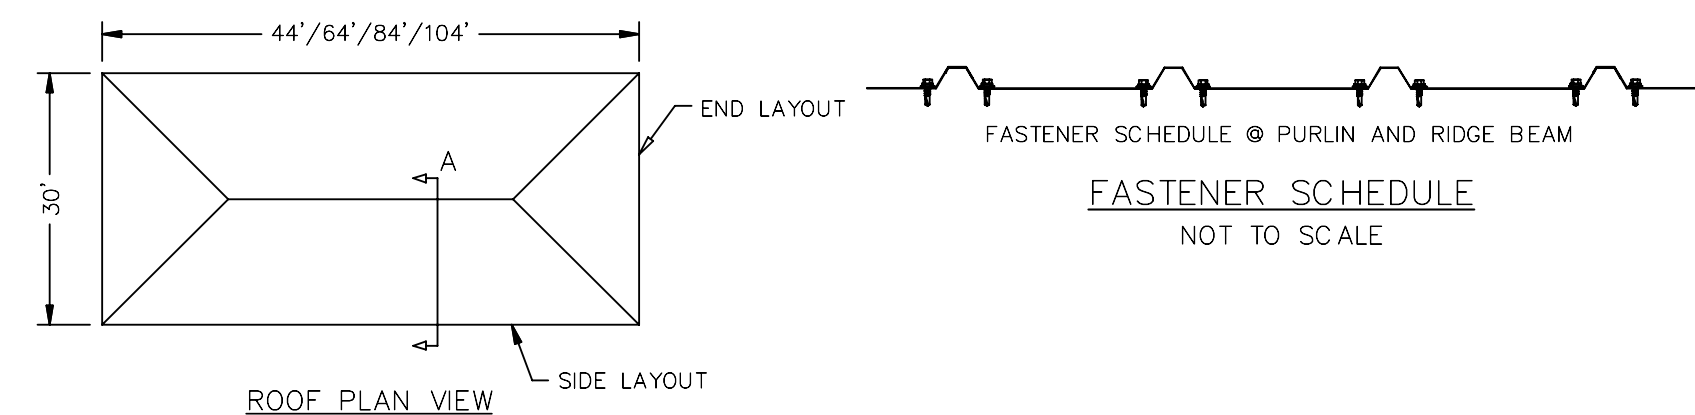 44'/64'/84'/104'
END LAYOUT
A
30'
SIDE LAYOUT
ROOF PLAN VIEW
FASTENER SCHEDULE @ PURLIN AND RIDGE BEAM
FASTENER SCHEDULE
NOT TO SCALE